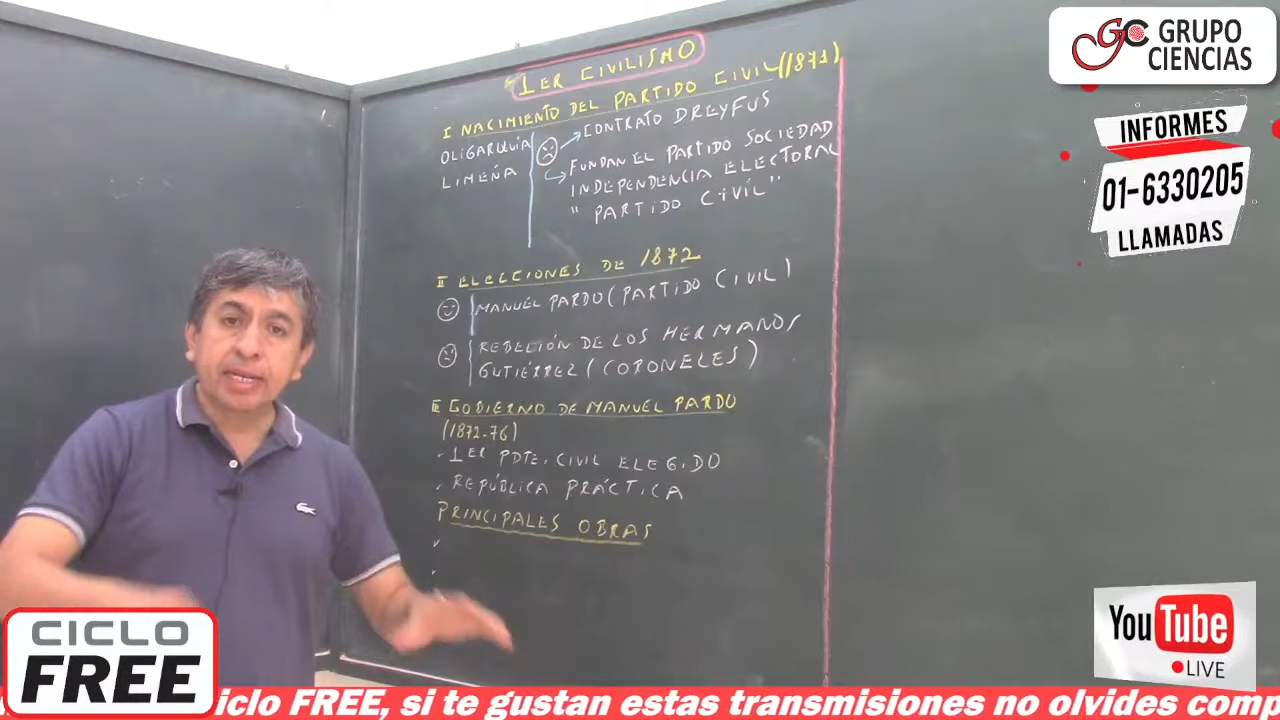 1ER CIVILISMO
I NACIMIENTO DEL PARTIDO CIVIL (1871)
OLIGARQUÍA
LIMEÑA
CONTRATO DREYFUS
FUNDAN EL PARTIDO SOCIEDAD
INDEPENDENCIA ELECTORAL
"PARTIDO CIVIL"
II ELECCIONES DE 1872
MANUEL PARDO (PARTIDO CIVIL)
REBELIÓN DE LOS HERMANOS
GUTIÉRREZ (CORONELES)
III GOBIERNO DE MANUEL PARDO
(1872-76)
1ER PDTE. CIVIL ELEGIDO
REPÚBLICA PRÁCTICA
PRINCIPALES OBRAS
GC GRUPO
CIENCIAS
INFORMES
01-6330205
LLAMADAS
YouTube
LIVE
CICLO
FREE
iclo FREE, si te gustan estas transmisiones no olvides comp